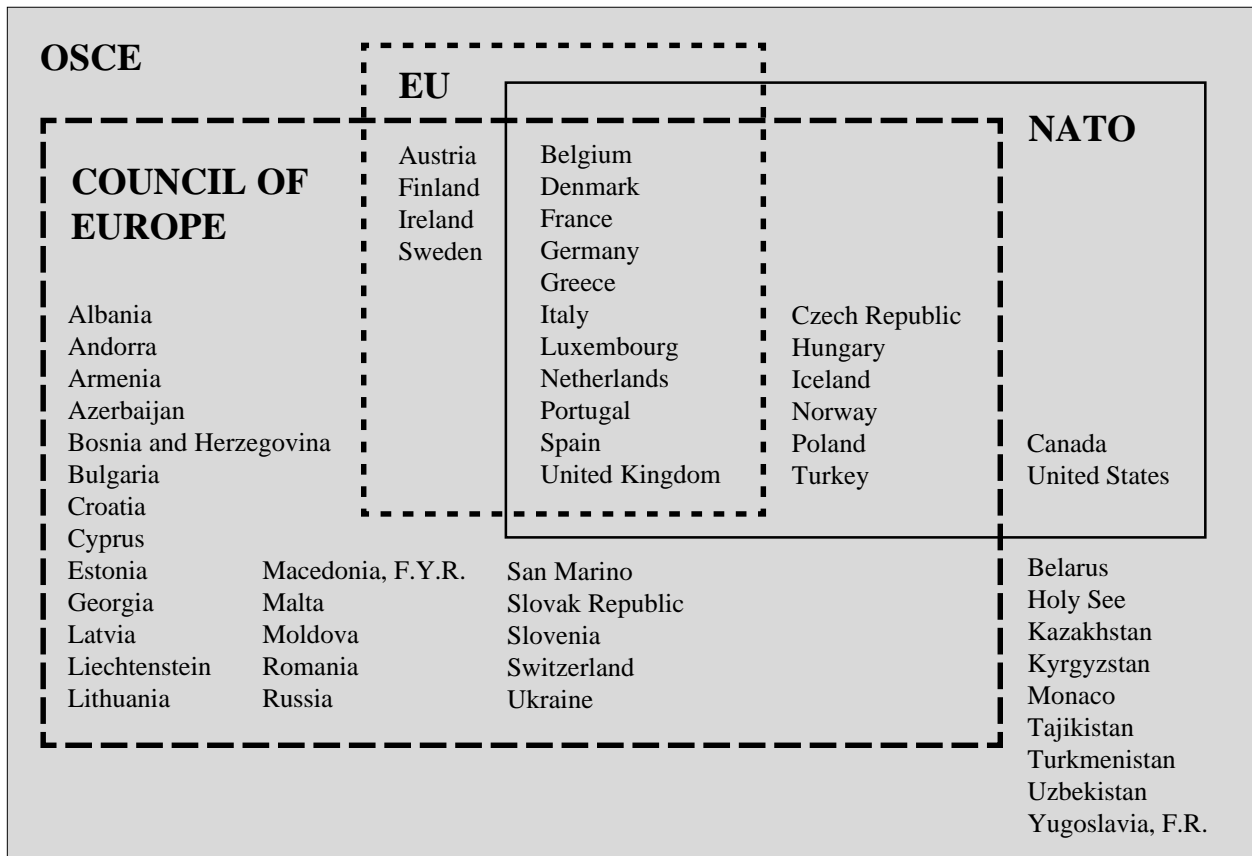 OSCE
EU
NATO
COUNCIL OF
EUROPE
Austria
Finland
Ireland
Sweden
Belgium
Denmark
France
Germany
Greece
Italy
Luxembourg
Netherlands
Portugal
Spain
United Kingdom
Czech Republic
Hungary
Iceland
Norway
Poland
Turkey
Canada
United States
Albania
Andorra
Armenia
Azerbaijan
Bosnia and Herzegovina
Bulgaria
Croatia
Cyprus
Estonia
Georgia
Latvia
Liechtenstein
Lithuania
Macedonia, F.Y.R.
Malta
Moldova
Romania
Russia
San Marino
Slovak Republic
Slovenia
Switzerland
Ukraine
Belarus
Holy See
Kazakhstan
Kyrgyzstan
Monaco
Tajikistan
Turkmenistan
Uzbekistan
Yugoslavia, F.R.